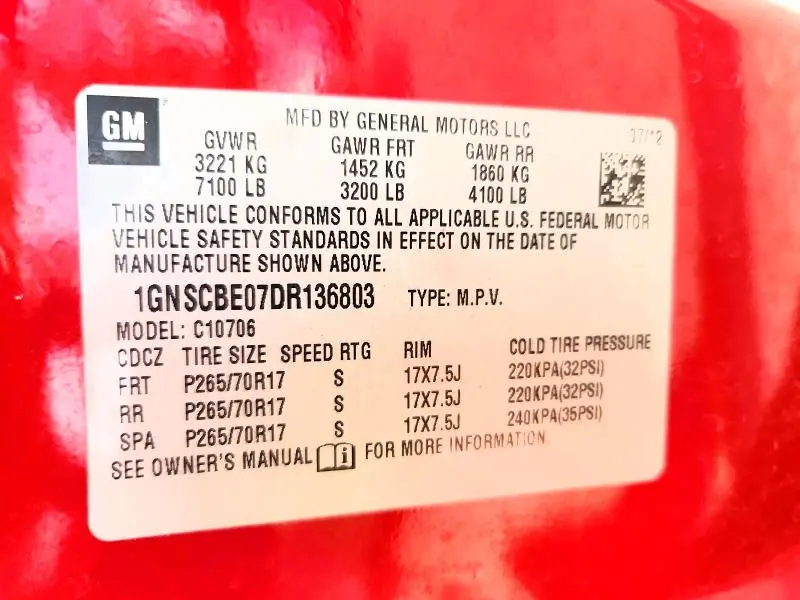 GM
MFD BY GENERAL MOTORS LLC
07/12
GVWR GAWR FRT GAWR RR
3221 KG 1452 KG 1860 KG
7100 LB 3200 LB 4100 LB
THIS VEHICLE CONFORMS TO ALL APPLICABLE U.S. FEDERAL MOTOR
VEHICLE SAFETY STANDARDS IN EFFECT ON THE DATE OF
MANUFACTURE SHOWN ABOVE.
1GNSCBE07DR136803 TYPE: M.P.V.
MODEL: C10706
CDCZ TIRE SIZE SPEED RTG RIM COLD TIRE PRESSURE
FRT P265/70R17 S 17X7.5J 220KPA(32PSI)
RR P265/70R17 S 17X7.5J 220KPA(32PSI)
SPA P265/70R17 S 17X7.5J 240KPA(35PSI)
SEE OWNER'S MANUAL i FOR MORE INFORMATION.